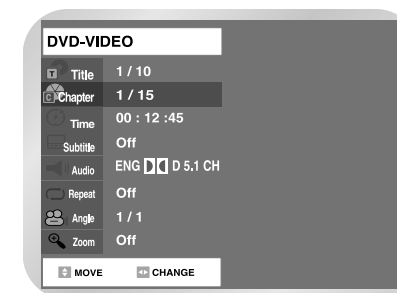 DVD-VIDEO
T Title 1 / 10
C Chapter 1 / 15
Time 00 : 12 :45
Subtitle Off
Audio ENG D 5.1 CH
Repeat Off
Angle 1 / 1
Zoom Off
MOVE CHANGE